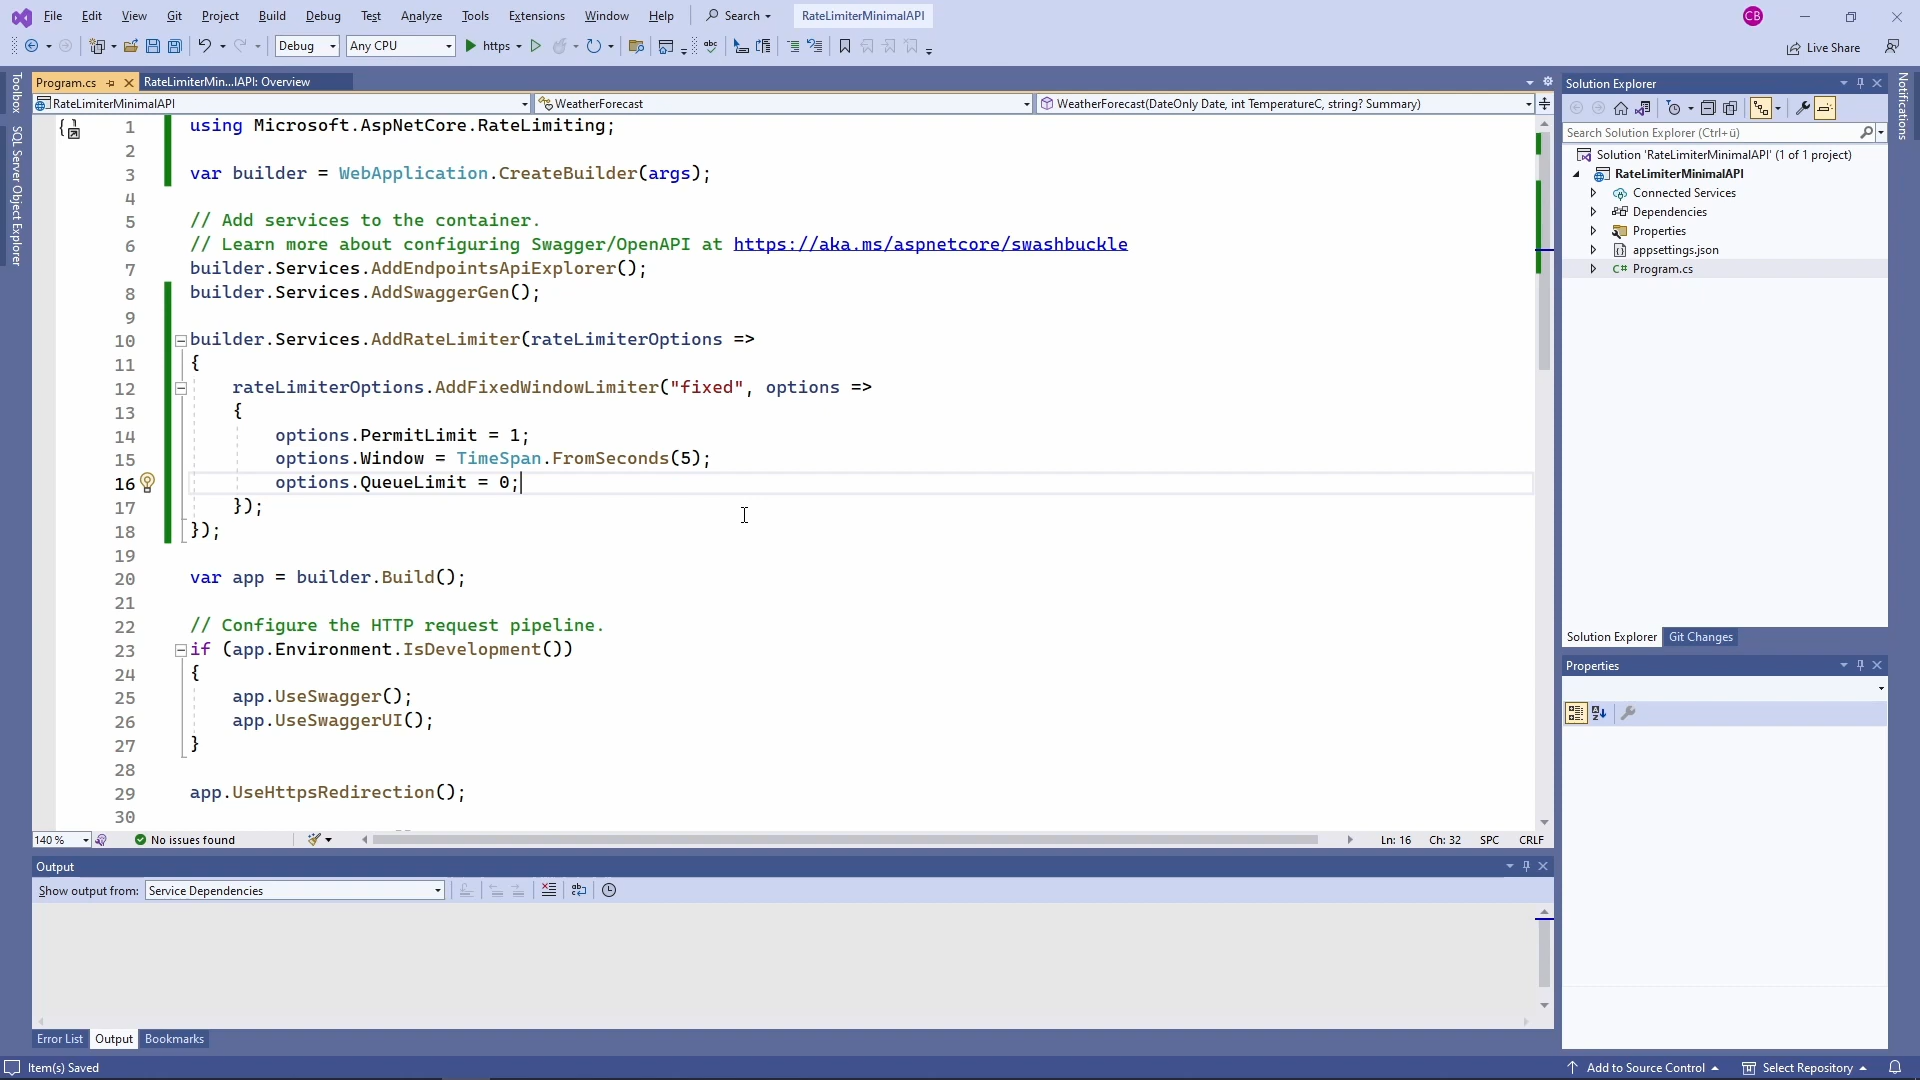 File Edit View Git Project Build Debug Test Analyze Tools Extensions Window Help Search RateLimiterMinimalAPI CB
Debug Any CPU https Live Share
Program.cs RateLimiterMin...IAPI: Overview
RateLimiterMinimalAPI WeatherForecast WeatherForecast(DateOnly Date, int TemperatureC, string? Summary)
Toolbox
SQL Server Object Explorer
1 using Microsoft.AspNetCore.RateLimiting;
2
3 var builder = WebApplication.CreateBuilder(args);
4
5 // Add services to the container.
6 // Learn more about configuring Swagger/OpenAPI at https://aka.ms/aspnetcore/swashbuckle
7 builder.Services.AddEndpointsApiExplorer();
8 builder.Services.AddSwaggerGen();
9
10 builder.Services.AddRateLimiter(rateLimiterOptions =>
11 {
12 rateLimiterOptions.AddFixedWindowLimiter("fixed", options =>
13 {
14 options.PermitLimit = 1;
15 options.Window = TimeSpan.FromSeconds(5);
16 options.QueueLimit = 0;
17 });
18 });
19
20 var app = builder.Build();
21
22 // Configure the HTTP request pipeline.
23 if (app.Environment.IsDevelopment())
24 {
25 app.UseSwagger();
26 app.UseSwaggerUI();
27 }
28
29 app.UseHttpsRedirection();
30
140 % No issues found Ln: 16 Ch: 32 SPC CRLF
Output
Show output from: Service Dependencies
Error List Output Bookmarks
Solution Explorer
Search Solution Explorer (Ctrl+ü)
Solution 'RateLimiterMinimalAPI' (1 of 1 project)
RateLimiterMinimalAPI
Connected Services
Dependencies
Properties
appsettings.json
C# Program.cs
Solution Explorer Git Changes
Properties
Notifications
Item(s) Saved Add to Source Control Select Repository